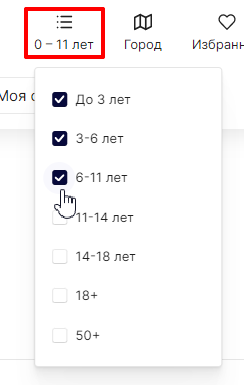 0 – 11 лет
Город
Избранн
Моя с
До 3 лет
3-6 лет
6-11 лет
11-14 лет
14-18 лет
18+
50+